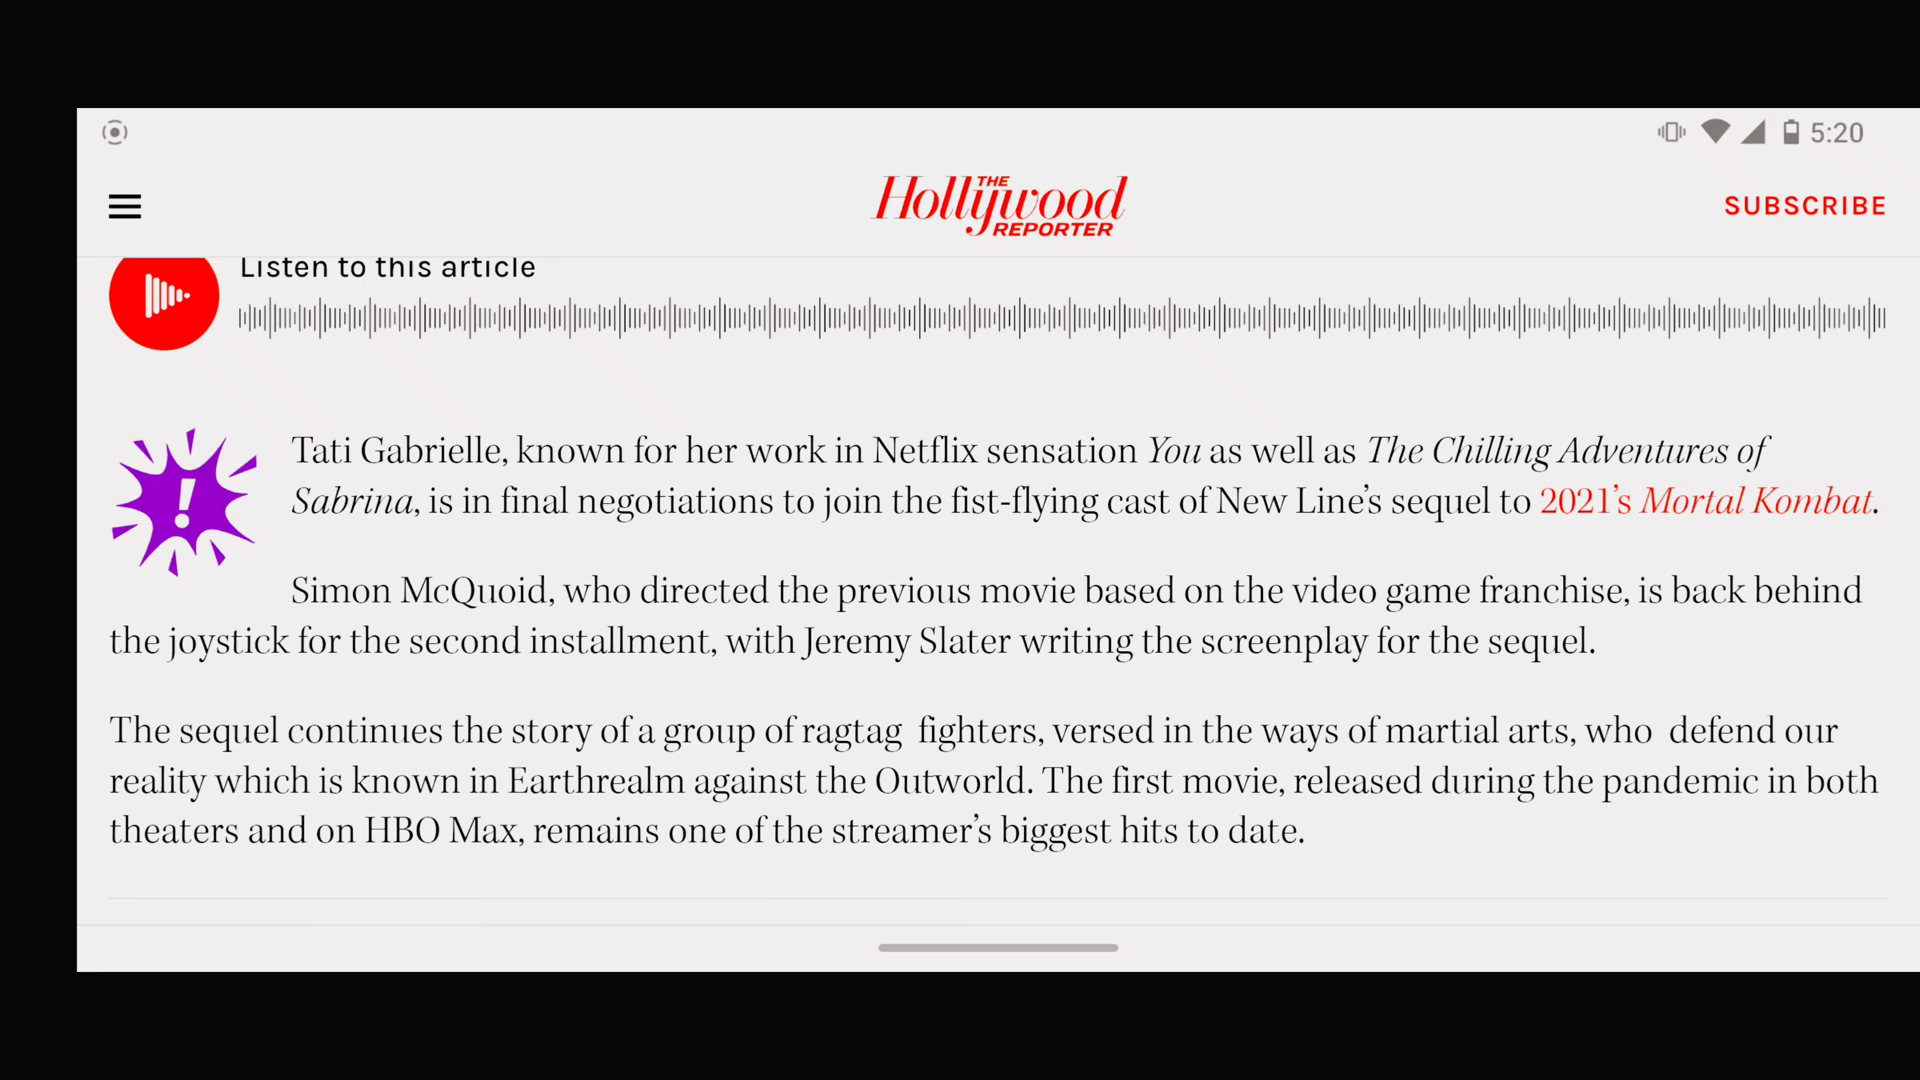 5:20
THE
Hollywood
REPORTER
SUBSCRIBE
Listen to this article
Tati Gabrielle, known for her work in Netflix sensation You as well as The Chilling Adventures of
Sabrina, is in final negotiations to join the fist-flying cast of New Line’s sequel to 2021’s Mortal Kombat.
Simon McQuoid, who directed the previous movie based on the video game franchise, is back behind
the joystick for the second installment, with Jeremy Slater writing the screenplay for the sequel.
The sequel continues the story of a group of ragtag fighters, versed in the ways of martial arts, who defend our
reality which is known in Earthrealm against the Outworld. The first movie, released during the pandemic in both
theaters and on HBO Max, remains one of the streamer’s biggest hits to date.